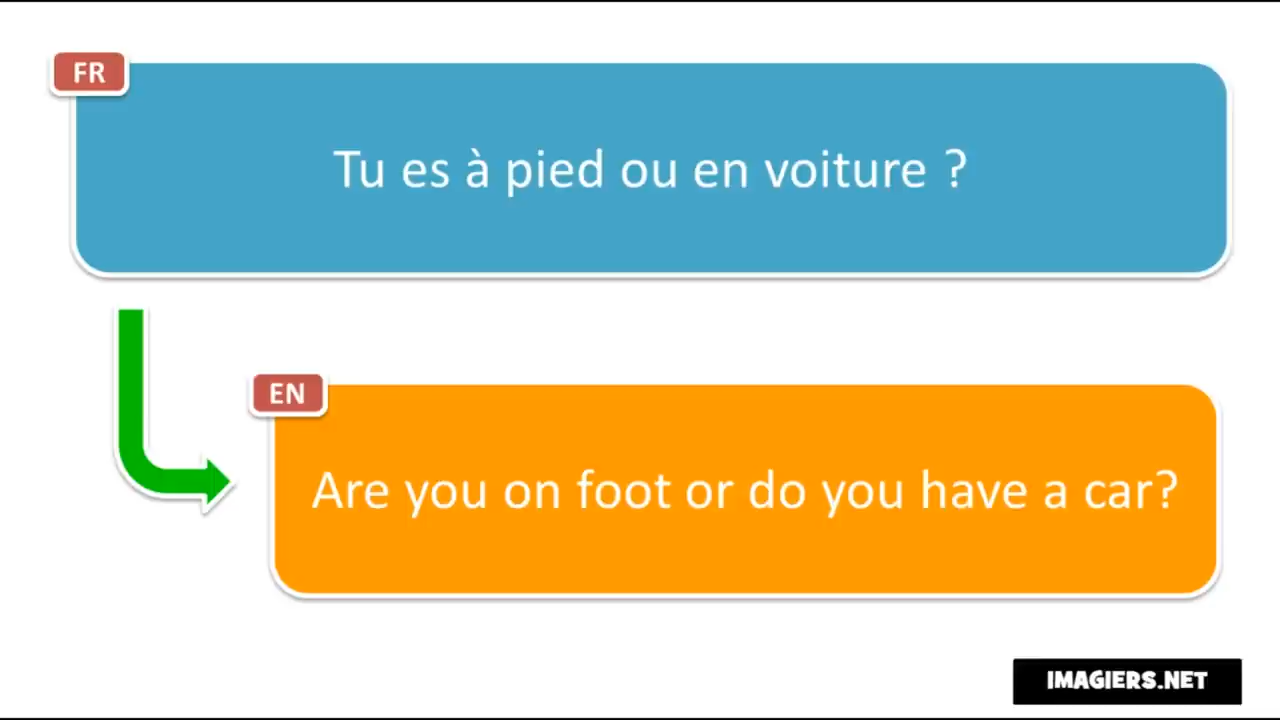 FR
Tu es à pied ou en voiture ?
EN
Are you on foot or do you have a car?
IMAGIERS.NET